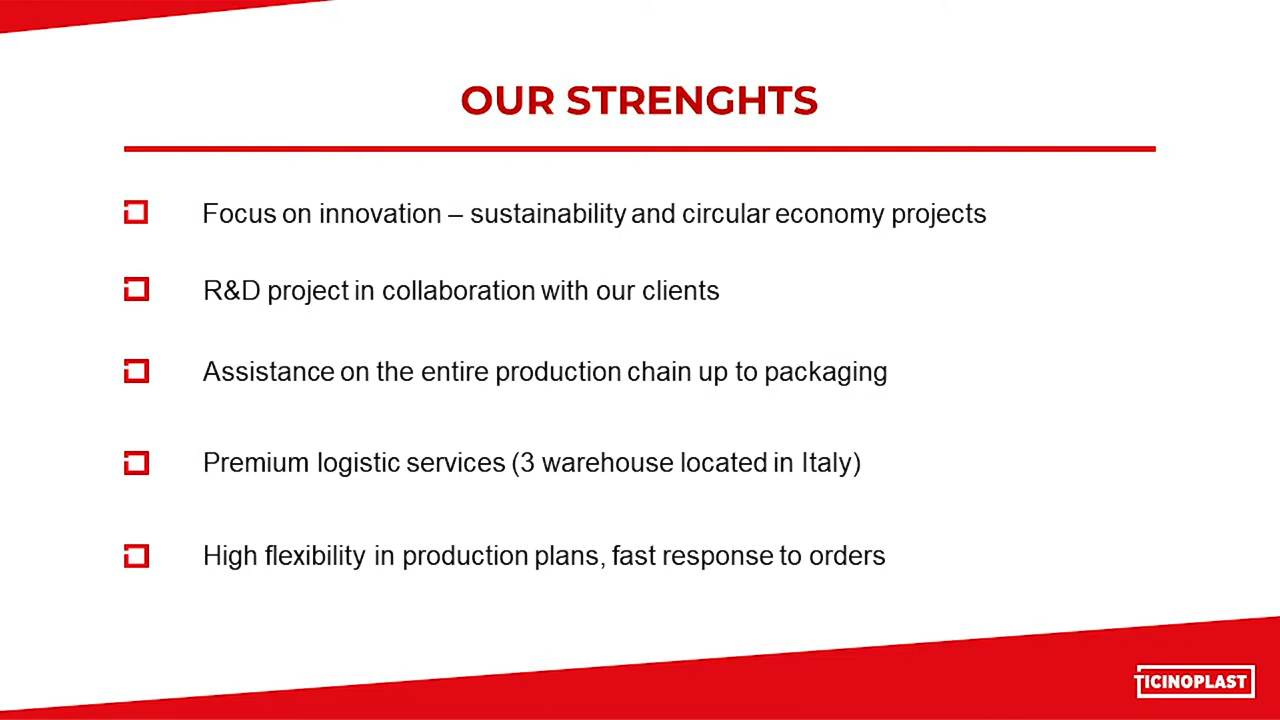 OUR STRENGHTS
Focus on innovation – sustainability and circular economy projects
R&D project in collaboration with our clients
Assistance on the entire production chain up to packaging
Premium logistic services (3 warehouse located in Italy)
High flexibility in production plans, fast response to orders
TICINOPLAST